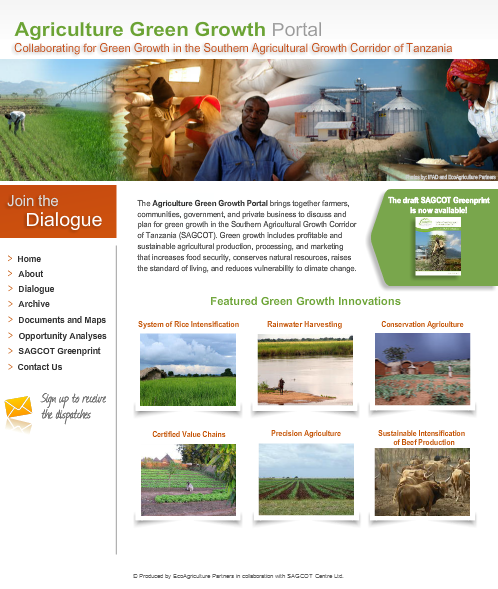 Agriculture Green Growth Portal
Collaborating for Green Growth in the Southern Agricultural Growth Corridor of Tanzania
Photos by: IFAD and EcoAgriculture Partners
Join the
Dialogue
Home
About
Dialogue
Archive
Documents and Maps
Opportunity Analyses
SAGCOT Greenprint
Contact Us
Sign up to receive
the dispatches
The Agriculture Green Growth Portal brings together farmers,
communities, government, and private business to discuss and
plan for green growth in the Southern Agricultural Growth Corridor
of Tanzania (SAGCOT). Green growth includes profitable and
sustainable agricultural production, processing, and marketing
that increases food security, conserves natural resources, raises
the standard of living, and reduces vulnerability to climate change.
The draft SAGCOT Greenprint
is now available!
Featured Green Growth Innovations
System of Rice Intensification
Rainwater Harvesting
Conservation Agriculture
Certified Value Chains
Precision Agriculture
Sustainable Intensification
of Beef Production
© Produced by EcoAgriculture Partners in collaboration with SAGCOT Centre Ltd.